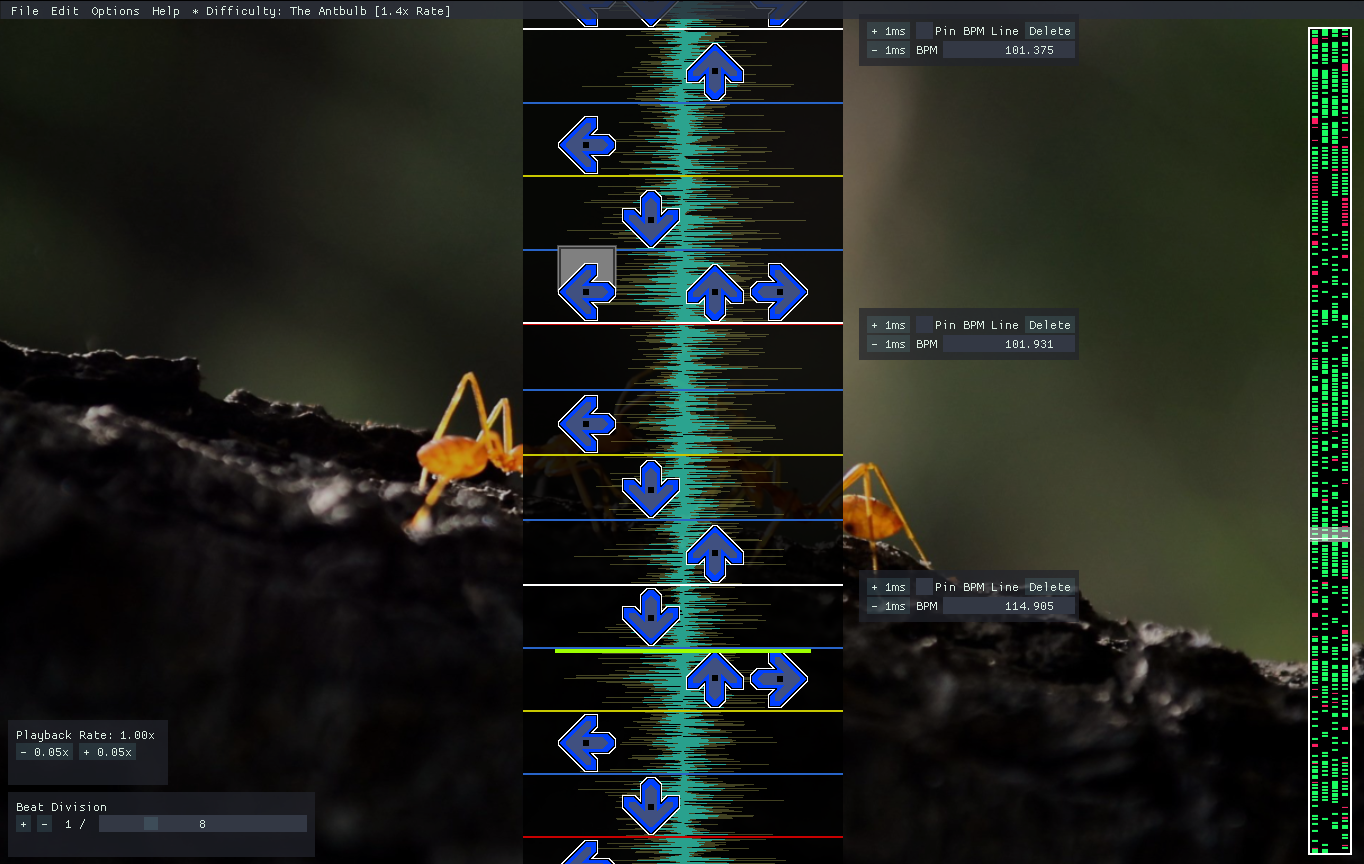 File Edit Options Help * Difficulty: The Antbulb [1.4x Rate]
+ 1ms Pin BPM Line Delete
- 1ms BPM 101.375
+ 1ms Pin BPM Line Delete
- 1ms BPM 101.931
+ 1ms Pin BPM Line Delete
- 1ms BPM 114.905
Playback Rate: 1.00x
- 0.05x + 0.05x
Beat Division
+ - 1 / 8